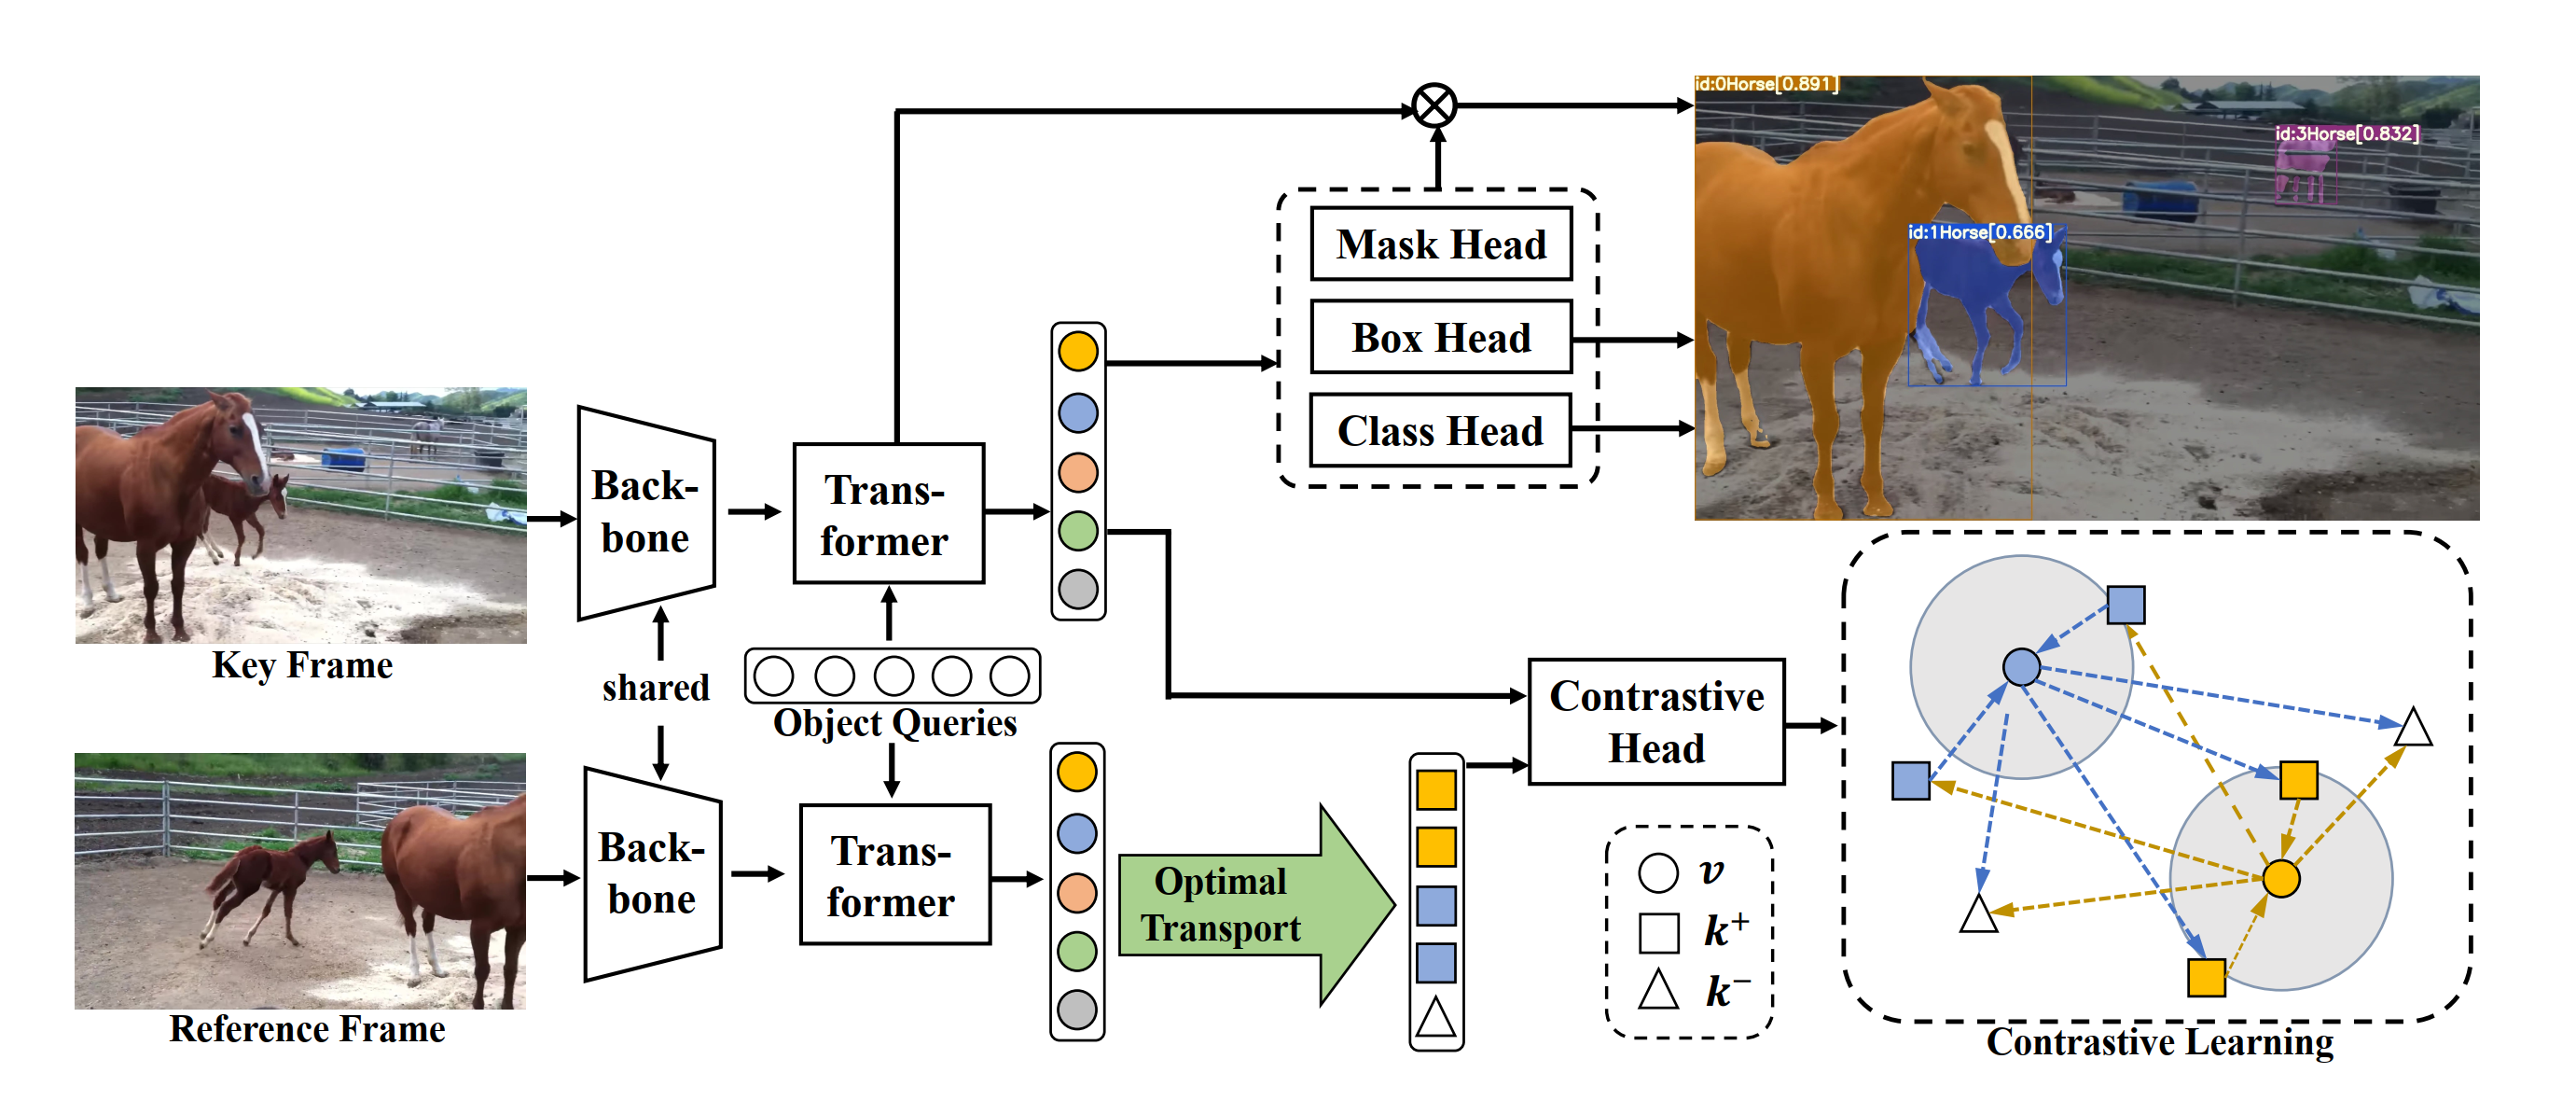 id:0Horse[0.891]
id:3Horse[0.832]
id:1Horse[0.666]
Mask Head
Box Head
Class Head
Back-
bone
Trans-
former
Key Frame
shared
Object Queries
Back-
bone
Trans-
former
Reference Frame
Optimal
Transport
Contrastive
Head
v
k+
k−
Contrastive Learning